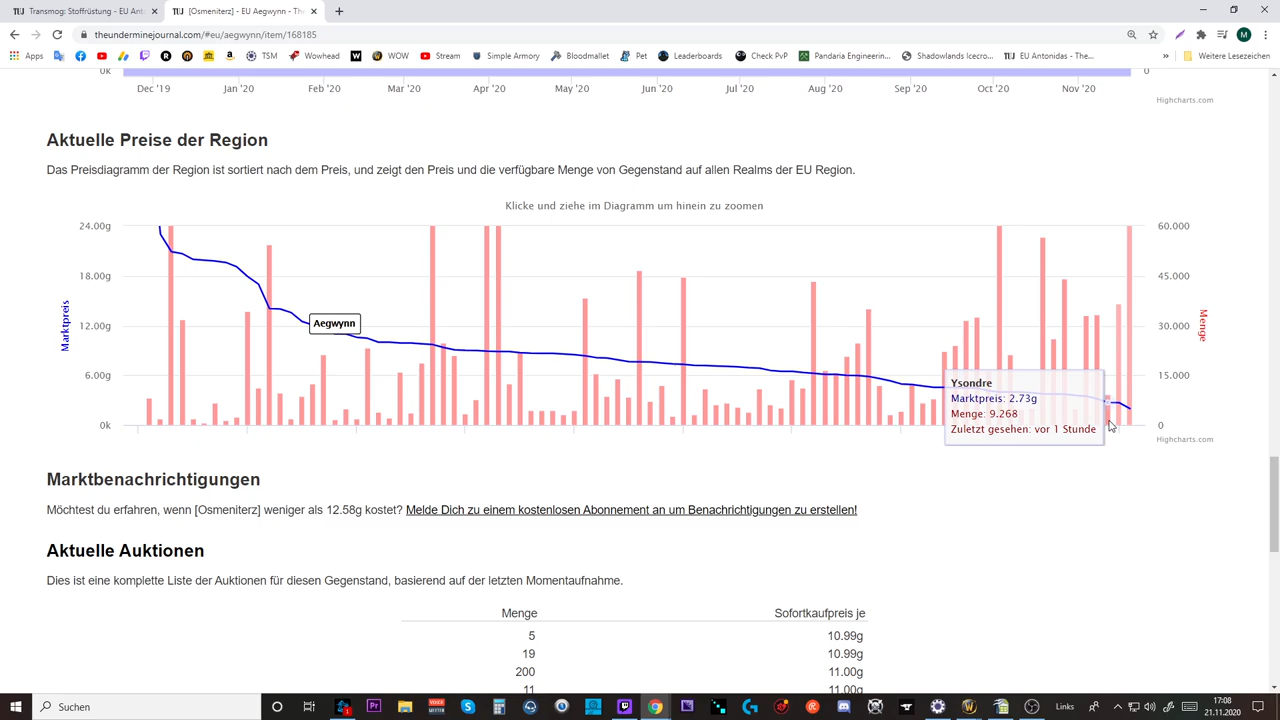 Transmog: Stoffrüstung - EU Ant
[Osmeniterz] - EU Aegwynn - The
theunderminejournal.com/#eu/aegwynn/item/168185
Apps
TSM
Wowhead
WOW
Stream
Simple Armory
Bloodmallet
Pet
Leaderboards
Check PvP
Pandaria Engineerin...
Shadowlands Icecro...
EU Antonidas - The...
»
Weitere Lesezeichen
0k
0
Dec '19 Jan '20 Feb '20 Mar '20 Apr '20 May '20 Jun '20 Jul '20 Aug '20 Sep '20 Oct '20 Nov '20
Highcharts.com
Aktuelle Preise der Region
Das Preisdiagramm der Region ist sortiert nach dem Preis, und zeigt den Preis und die verfügbare Menge von Gegenstand auf allen Realms der EU Region.
Klicke und ziehe im Diagramm um hinein zu zoomen
24.00g 60.000
18.00g 45.000
12.00g 30.000
6.00g 15.000
0k 0
Marktpreis
Menge
Aegwynn
Ysondre
Marktpreis: 2.73g
Menge: 9.268
Zuletzt gesehen: vor 1 Stunde
Highcharts.com
Marktbenachrichtigungen
Möchtest du erfahren, wenn [Osmeniterz] weniger als 12.58g kostet? Melde Dich zu einem kostenlosen Abonnement an um Benachrichtigungen zu erstellen!
Aktuelle Auktionen
Dies ist eine komplette Liste der Auktionen für diesen Gegenstand, basierend auf der letzten Momentaufnahme.
Menge Sofortkaufpreis je
5 10.99g
19 10.99g
200 11.00g
11 11.00g
Suchen
Links
17:08
21.11.2020